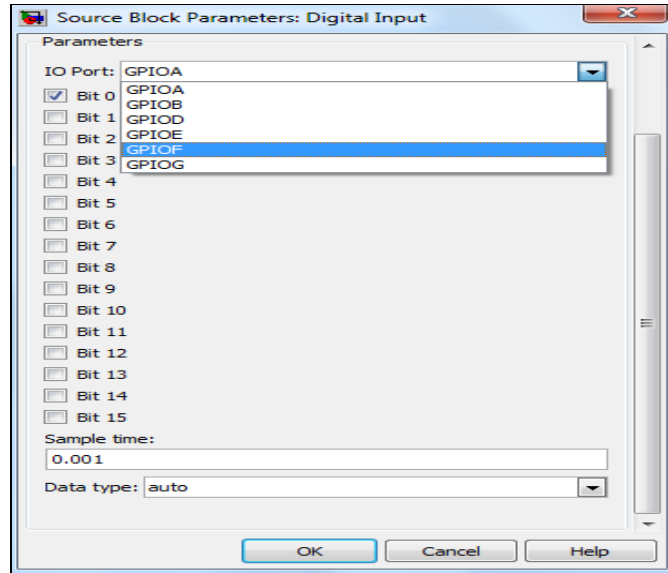 Source Block Parameters: Digital Input
Parameters
IO Port: GPIOA
GPIOA
GPIOB
GPIOD
GPIOE
GPIOF
GPIOG
Bit 0
Bit 1
Bit 2
Bit 3
Bit 4
Bit 5
Bit 6
Bit 7
Bit 8
Bit 9
Bit 10
Bit 11
Bit 12
Bit 13
Bit 14
Bit 15
Sample time:
0.001
Data type: auto
OK Cancel Help